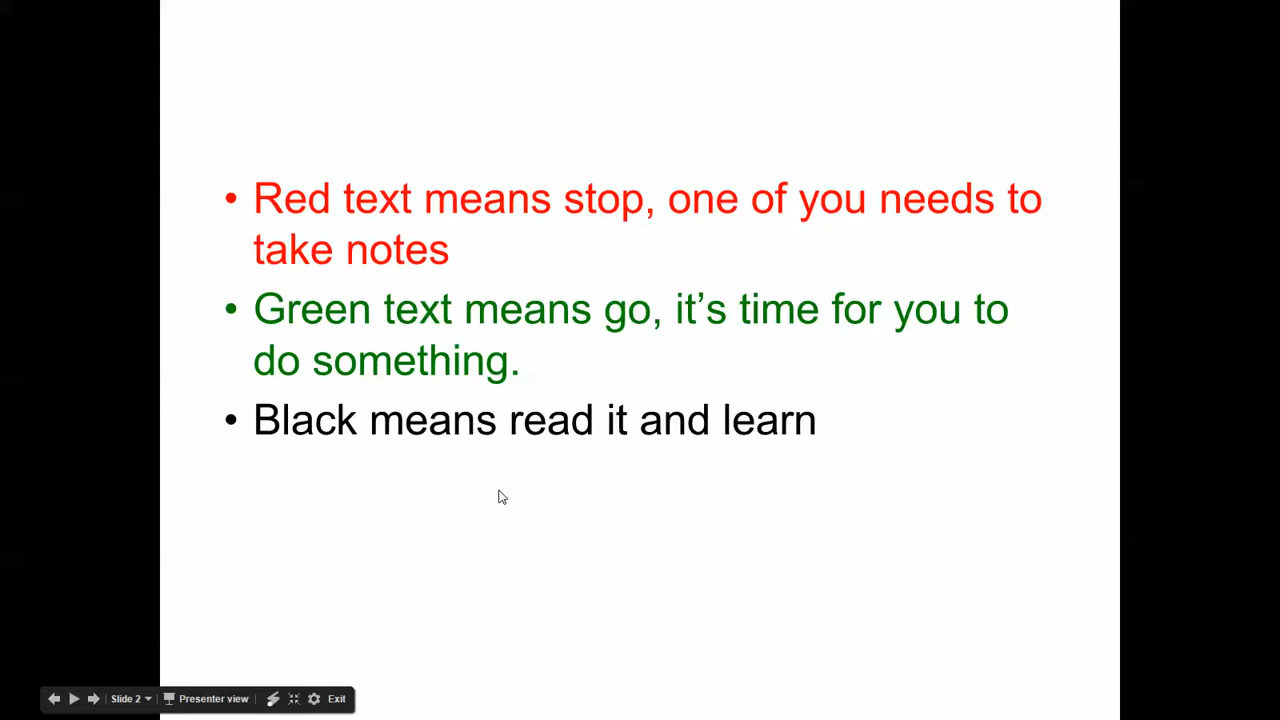 • Red text means stop, one of you needs to
take notes
• Green text means go, it’s time for you to
do something.
• Black means read it and learn
Slide 2 Presenter view Exit